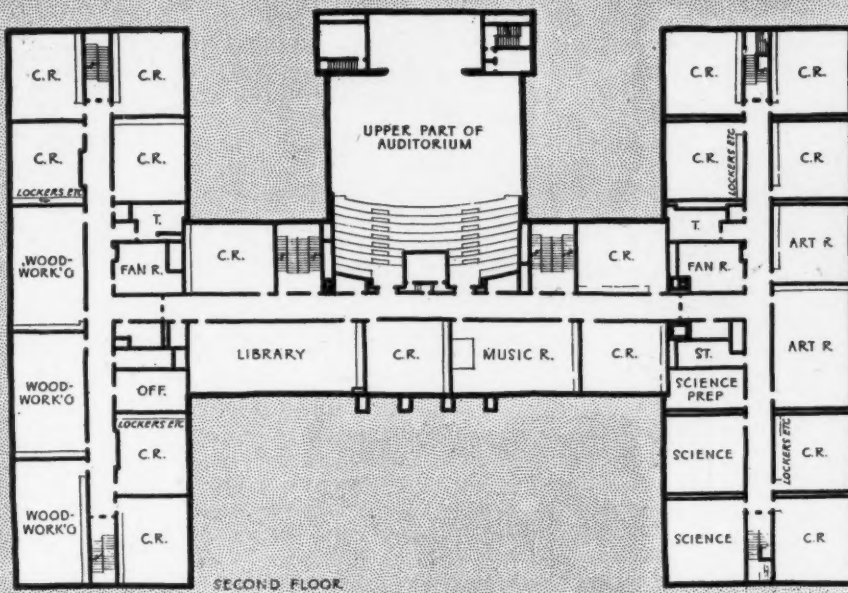 C.R.
C.R.
C.R.
C.R.
UPPER PART OF
AUDITORIUM
C.R.
C.R.
LOCKERS ETC
LOCKERS ETC
C.R.
C.R
T.
T.
WOOD-
WORK'G
FAN R.
C.R.
C.R.
FAN R.
ART R
LIBRARY
C.R.
MUSIC R.
C.R.
ST.
ART R
WOOD-
WORK'G
OFF.
SCIENCE
PREP
LOCKERS ETC
C.R.
SCIENCE
LOCKERS ETC
C.R.
WOOD-
WORK'G
C.R.
SCIENCE
C.R
SECOND FLOOR